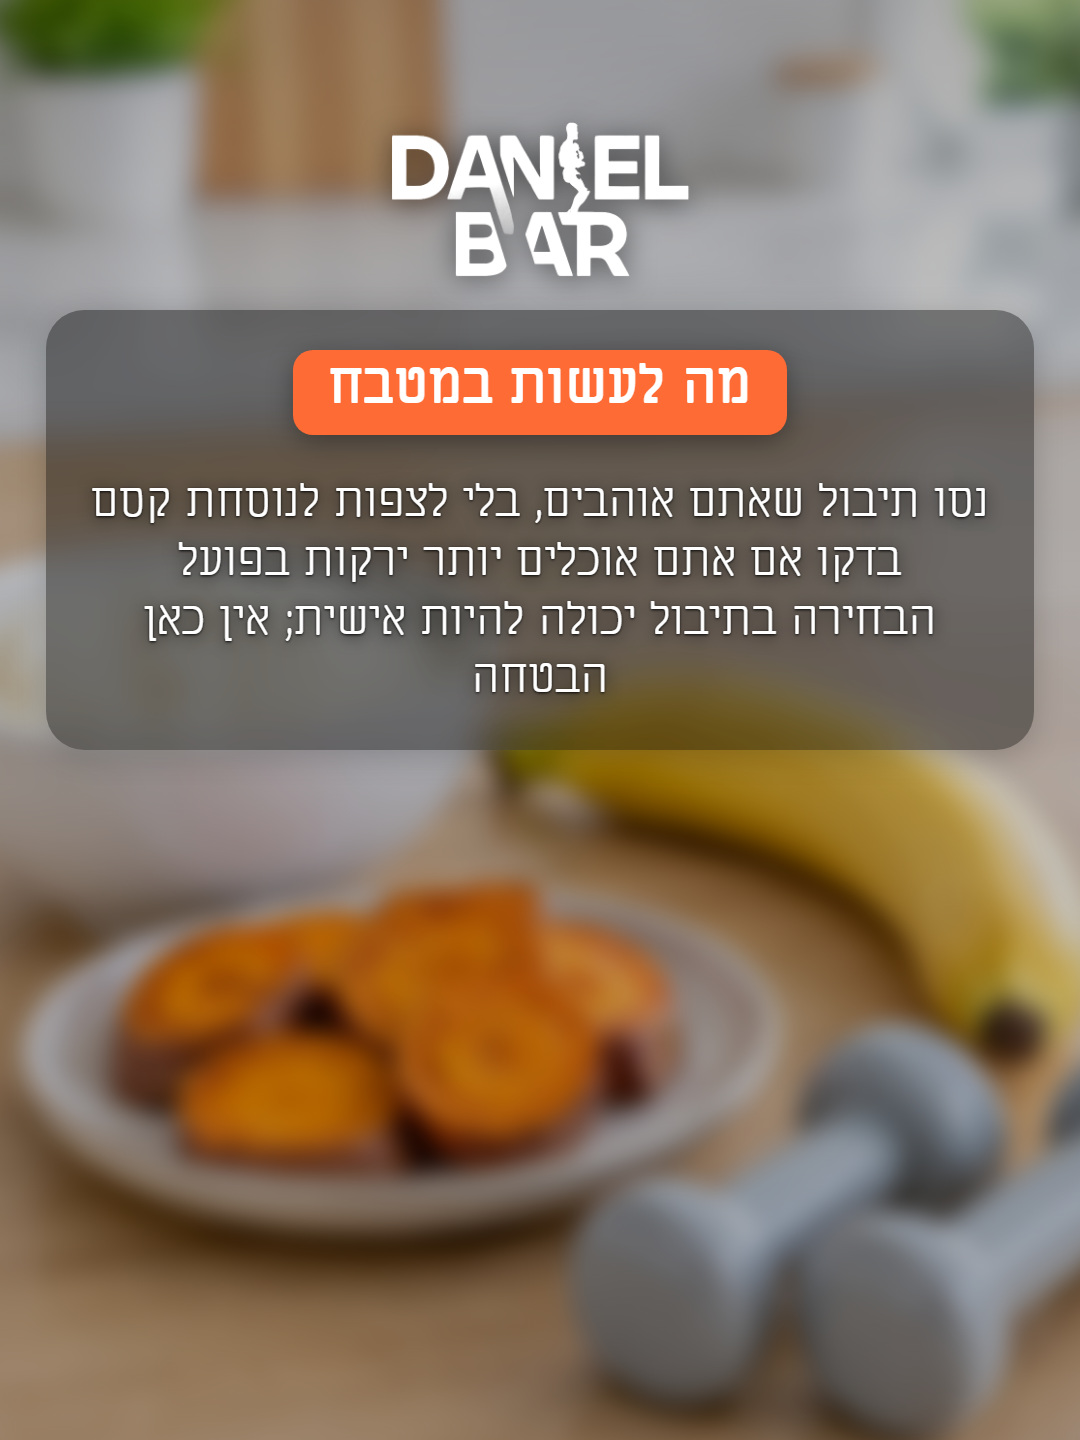 DANIEL
BAR
מה לעשות במטבח
נסו תיבול שאתם אוהבים, בלי לצפות לנוסחת קסם
בדקו אם אתם אוכלים יותר ירקות בפועל
הבחירה בתיבול יכולה להיות אישית; אין כאן
הבטחה